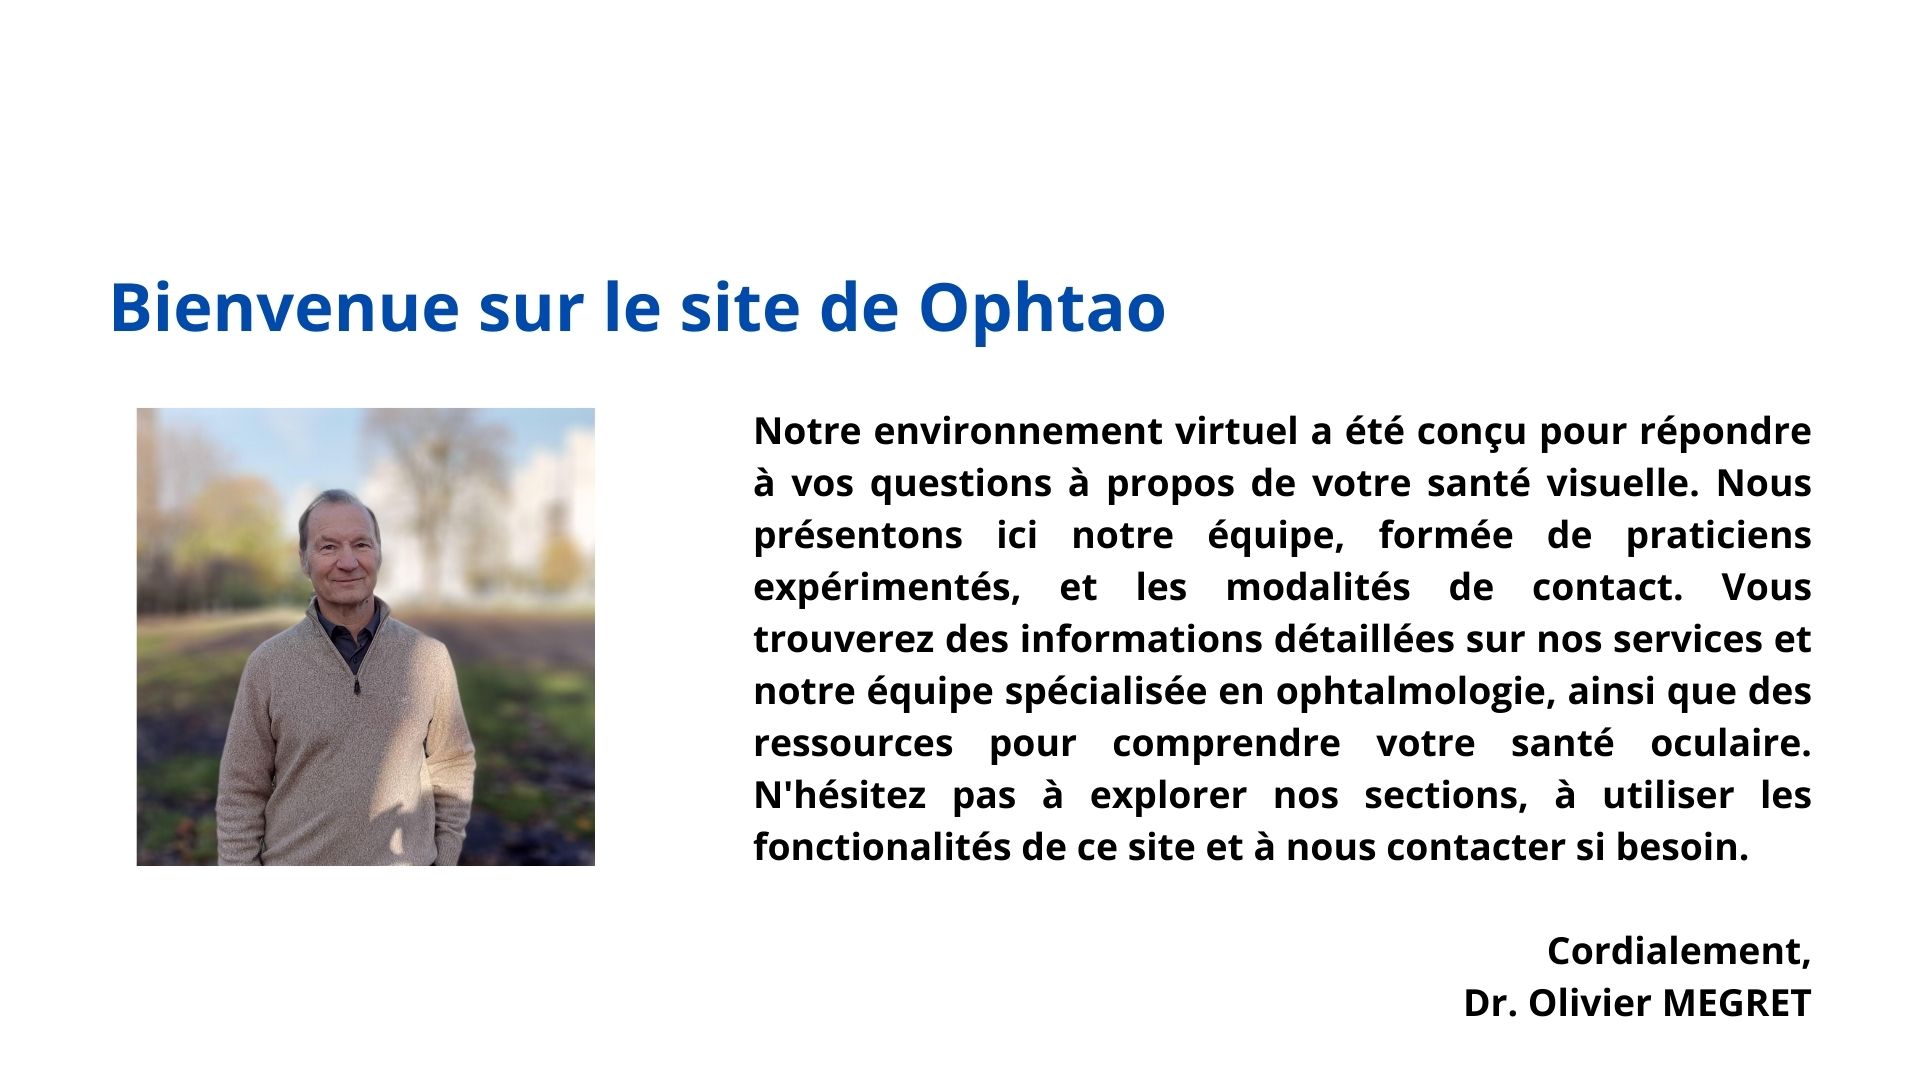 Bienvenue sur le site de Ophtao
Notre environnement virtuel a été conçu pour répondre
à vos questions à propos de votre santé visuelle. Nous
présentons ici notre équipe, formée de praticiens
expérimentés, et les modalités de contact. Vous
trouverez des informations détaillées sur nos services et
notre équipe spécialisée en ophtalmologie, ainsi que des
ressources pour comprendre votre santé oculaire.
N'hésitez pas à explorer nos sections, à utiliser les
fonctionalités de ce site et à nous contacter si besoin.
Cordialement,
Dr. Olivier MEGRET